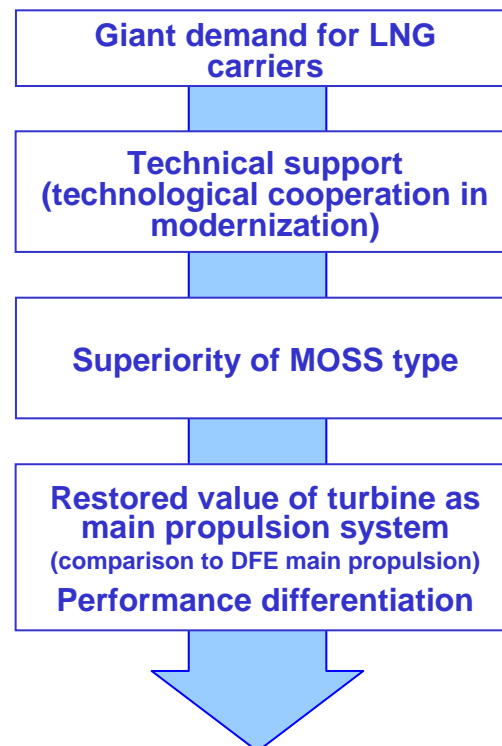 Giant demand for LNG
carriers
Technical support
(technological cooperation in
modernization)
Superiority of MOSS type
Restored value of turbine as
main propulsion system
(comparison to DFE main propulsion)
Performance differentiation